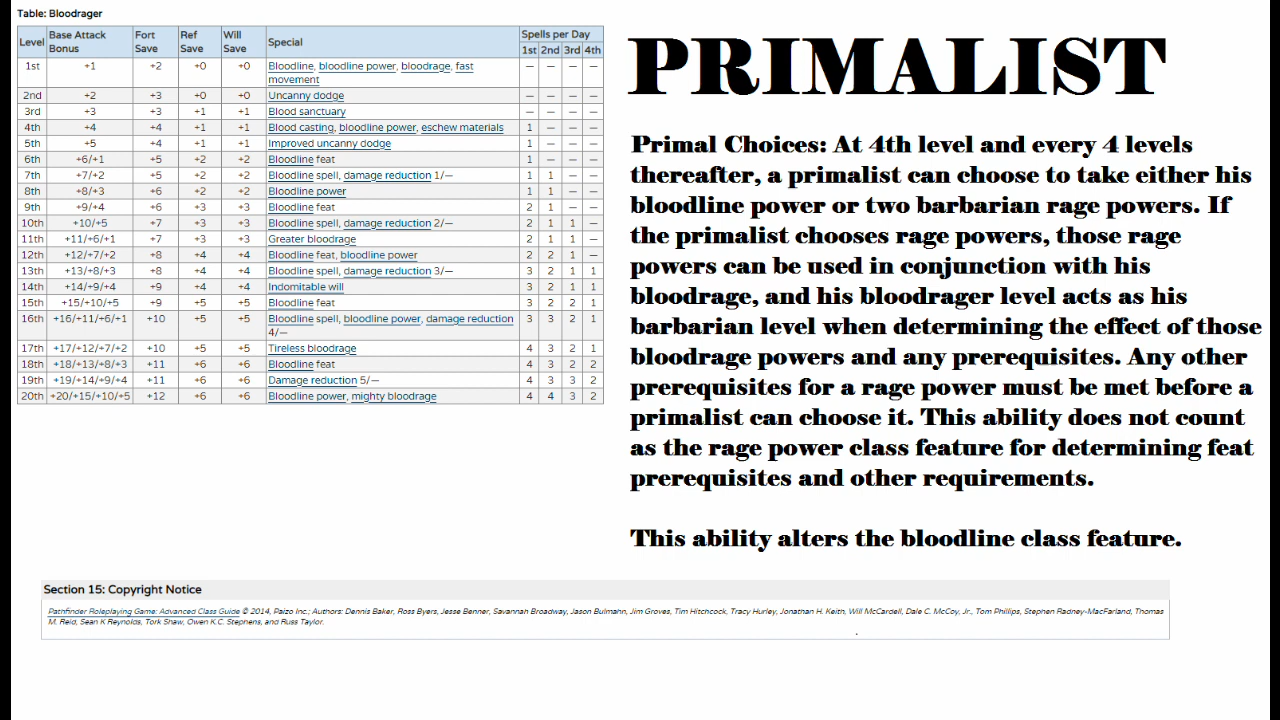 Table: Bloodrager
Level Base Attack Bonus Fort Save Ref Save Will Save Special Spells per Day
1st 2nd 3rd 4th
1st +1 +2 +0 +0 Bloodline, bloodline power, bloodrage, fast movement — — — —
2nd +2 +3 +0 +0 Uncanny dodge — — — —
3rd +3 +3 +1 +1 Blood sanctuary — — — —
4th +4 +4 +1 +1 Blood casting, bloodline power, eschew materials 1 — — —
5th +5 +4 +1 +1 Improved uncanny dodge 1 — — —
6th +6/+1 +5 +2 +2 Bloodline feat 1 — — —
7th +7/+2 +5 +2 +2 Bloodline spell, damage reduction 1/— 1 1 — —
8th +8/+3 +6 +2 +2 Bloodline power 1 1 — —
9th +9/+4 +6 +3 +3 Bloodline feat 2 1 — —
10th +10/+5 +7 +3 +3 Bloodline spell, damage reduction 2/— 2 1 1 —
11th +11/+6/+1 +7 +3 +3 Greater bloodrage 2 1 1 —
12th +12/+7/+2 +8 +4 +4 Bloodline feat, bloodline power 2 2 1 —
13th +13/+8/+3 +8 +4 +4 Bloodline spell, damage reduction 3/— 3 2 1 1
14th +14/+9/+4 +9 +4 +4 Indomitable will 3 2 1 1
15th +15/+10/+5 +9 +5 +5 Bloodline feat 3 2 2 1
16th +16/+11/+6/+1 +10 +5 +5 Bloodline spell, bloodline power, damage reduction 4/— 3 3 2 1
17th +17/+12/+7/+2 +10 +5 +5 Tireless bloodrage 4 3 2 1
18th +18/+13/+8/+3 +11 +6 +6 Bloodline feat 4 3 2 2
19th +19/+14/+9/+4 +11 +6 +6 Damage reduction 5/— 4 3 3 2
20th +20/+15/+10/+5 +12 +6 +6 Bloodline power, mighty bloodrage 4 4 3 2
PRIMALIST
Primal Choices: At 4th level and every 4 levels
thereafter, a primalist can choose to take either his
bloodline power or two barbarian rage powers. If
the primalist chooses rage powers, those rage
powers can be used in conjunction with his
bloodrage, and his bloodrager level acts as his
barbarian level when determining the effect of those
bloodrage powers and any prerequisites. Any other
prerequisites for a rage power must be met before a
primalist can choose it. This ability does not count
as the rage power class feature for determining feat
prerequisites and other requirements.
This ability alters the bloodline class feature.
Section 15: Copyright Notice
Pathfinder Roleplaying Game: Advanced Class Guide © 2014, Paizo Inc.; Authors: Dennis Baker, Ross Byers, Jesse Benner, Savannah Broadway, Jason Bulmahn, Jim Groves, Tim Hitchcock, Tracy Hurley, Jonathan H. Keith, Will McCardell, Dale C. McCoy, Jr., Tom Phillips, Stephen Radney-MacFarland, Thomas
M. Reid, Sean K Reynolds, Tork Shaw, Owen K.C. Stephens, and Russ Taylor.